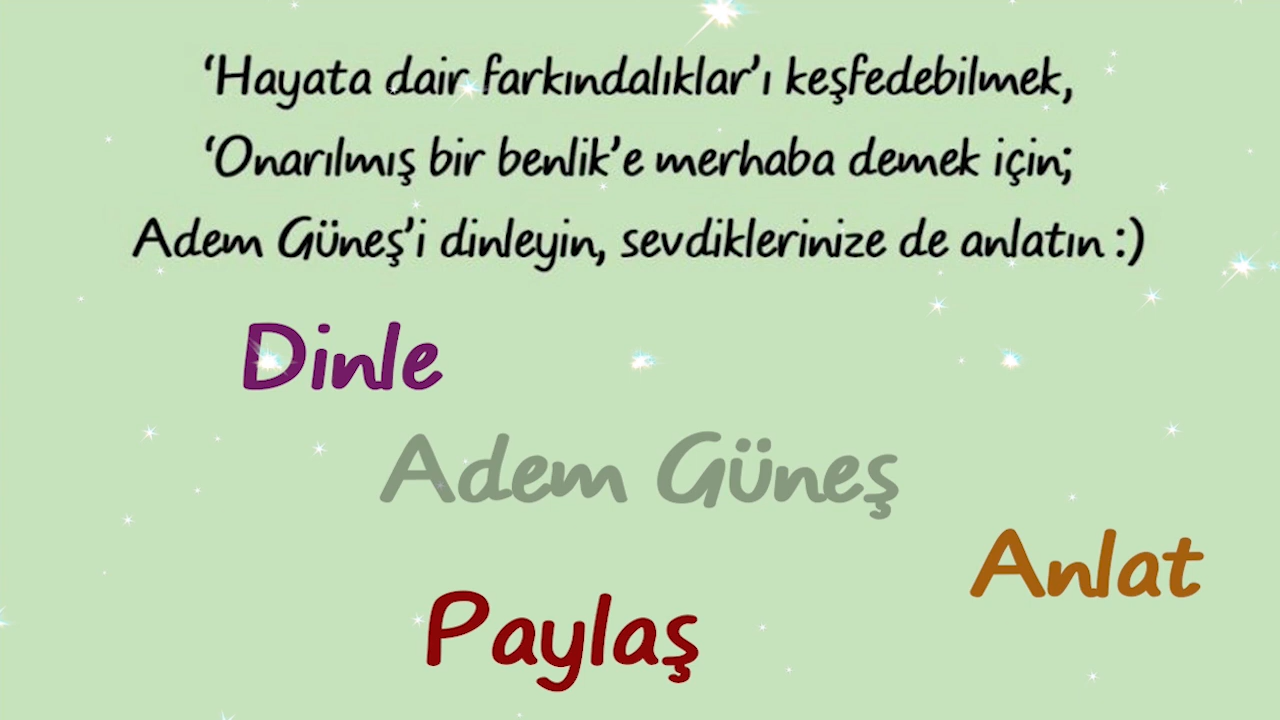 ‘Hayata dair farkındalıklar’ı keşfedebilmek,
‘Onarılmış bir benlik’e merhaba demek için;
Adem Güneş’i dinleyin, sevdiklerinize de anlatın :)
Dinle
Adem Güneş
Anlat
Paylaş